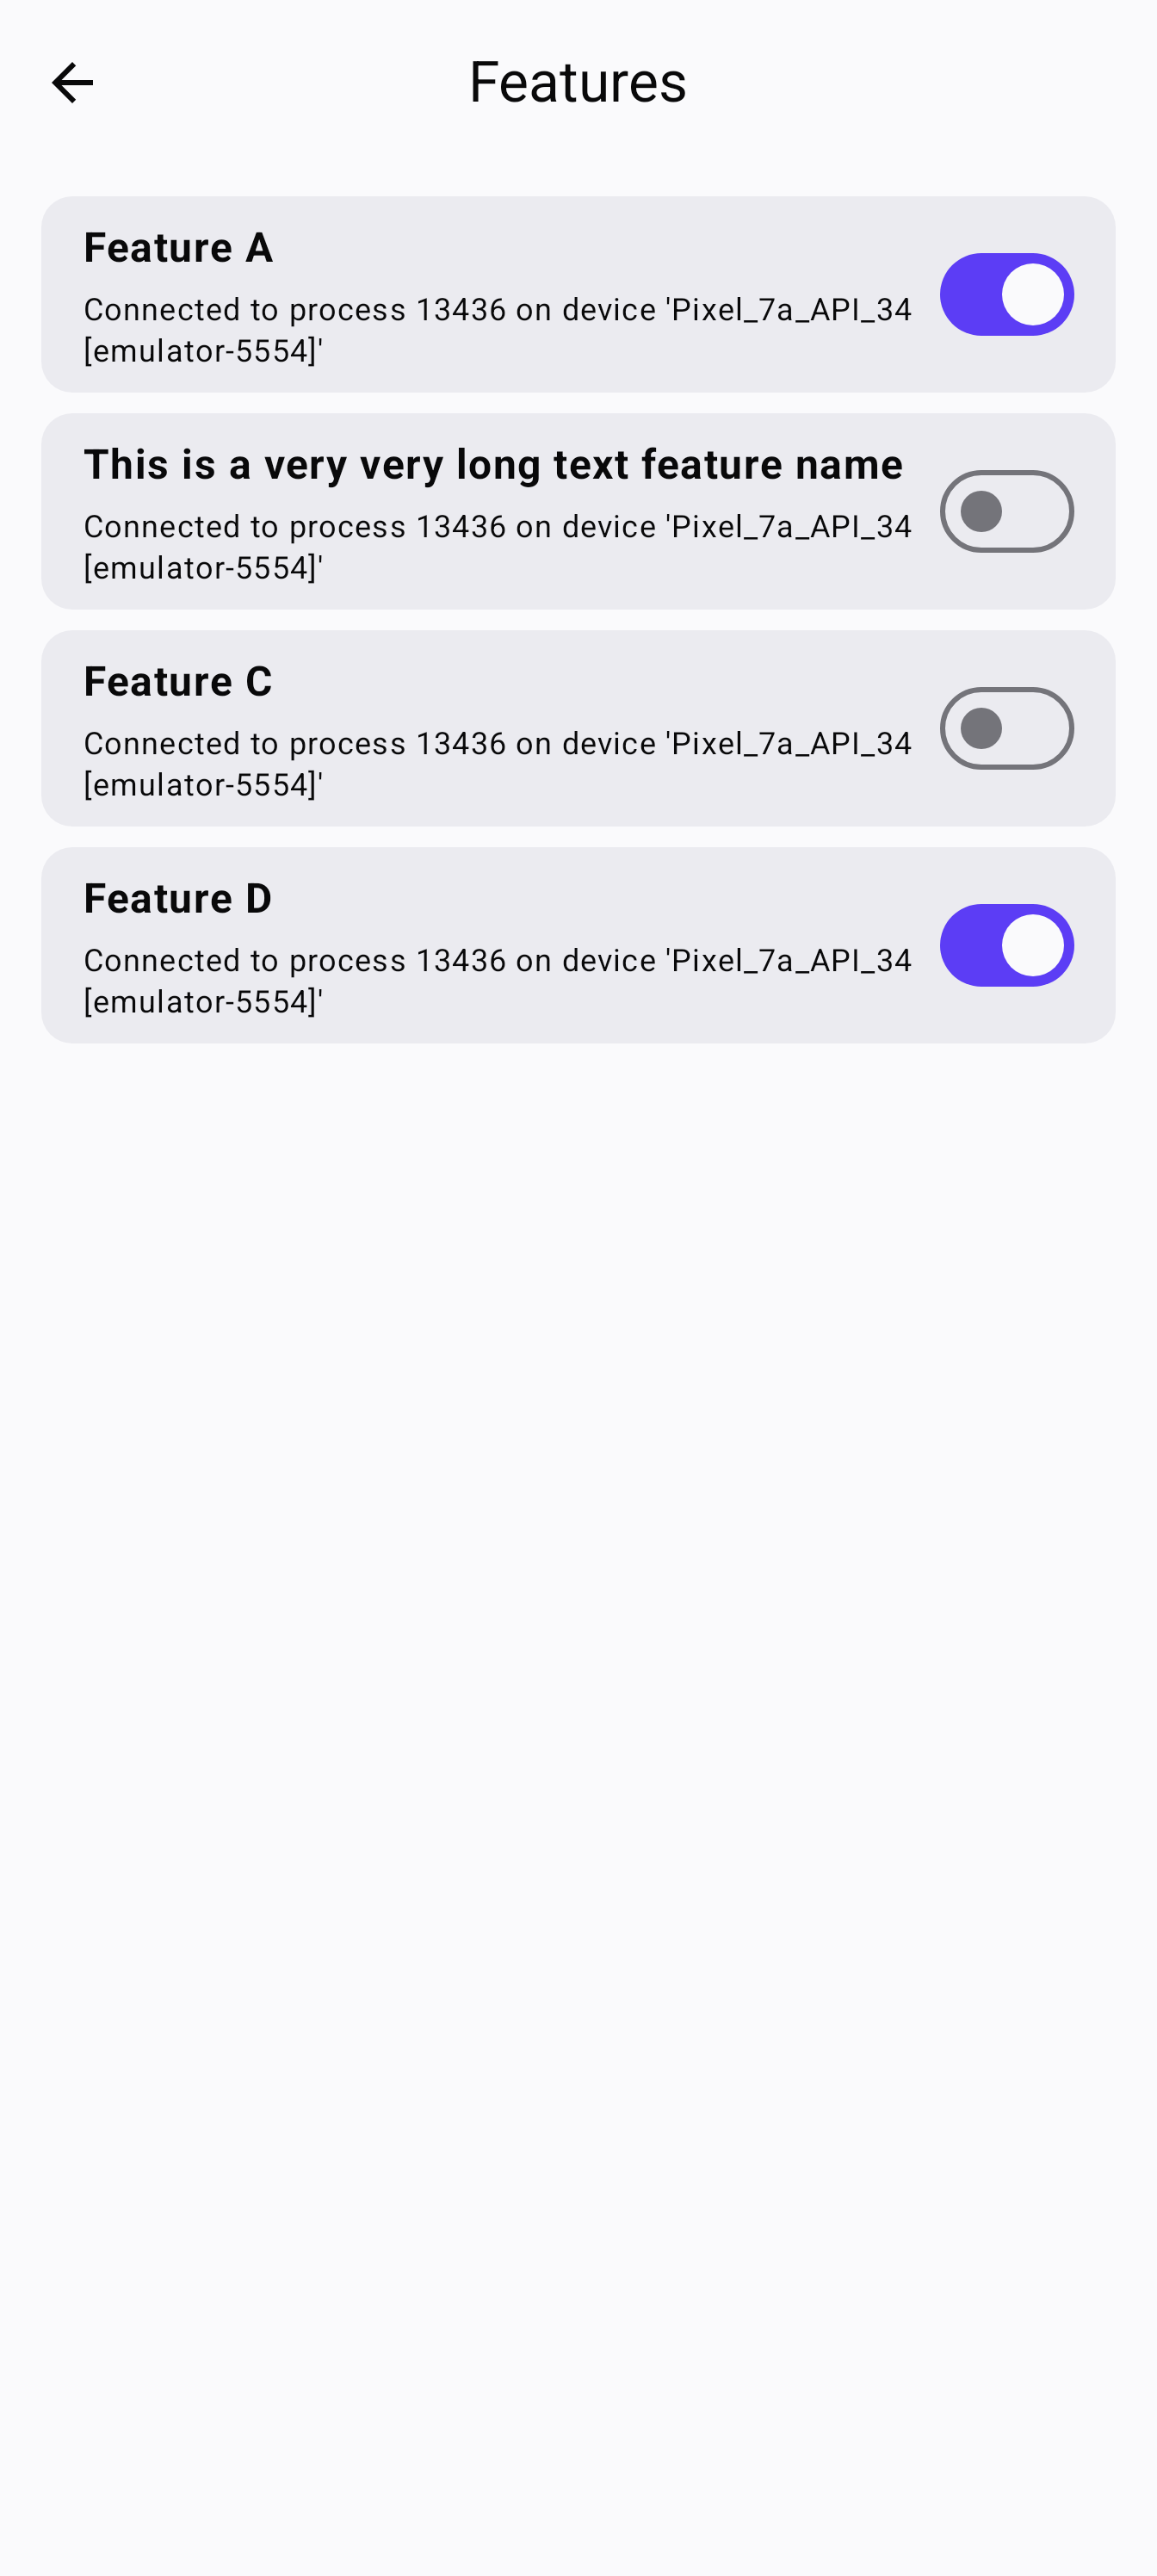 Features
Feature A
Connected to process 13436 on device 'Pixel_7a_API_34
[emulator-5554]'
This is a very very long text feature name
Connected to process 13436 on device 'Pixel_7a_API_34
[emulator-5554]'
Feature C
Connected to process 13436 on device 'Pixel_7a_API_34
[emulator-5554]'
Feature D
Connected to process 13436 on device 'Pixel_7a_API_34
[emulator-5554]'